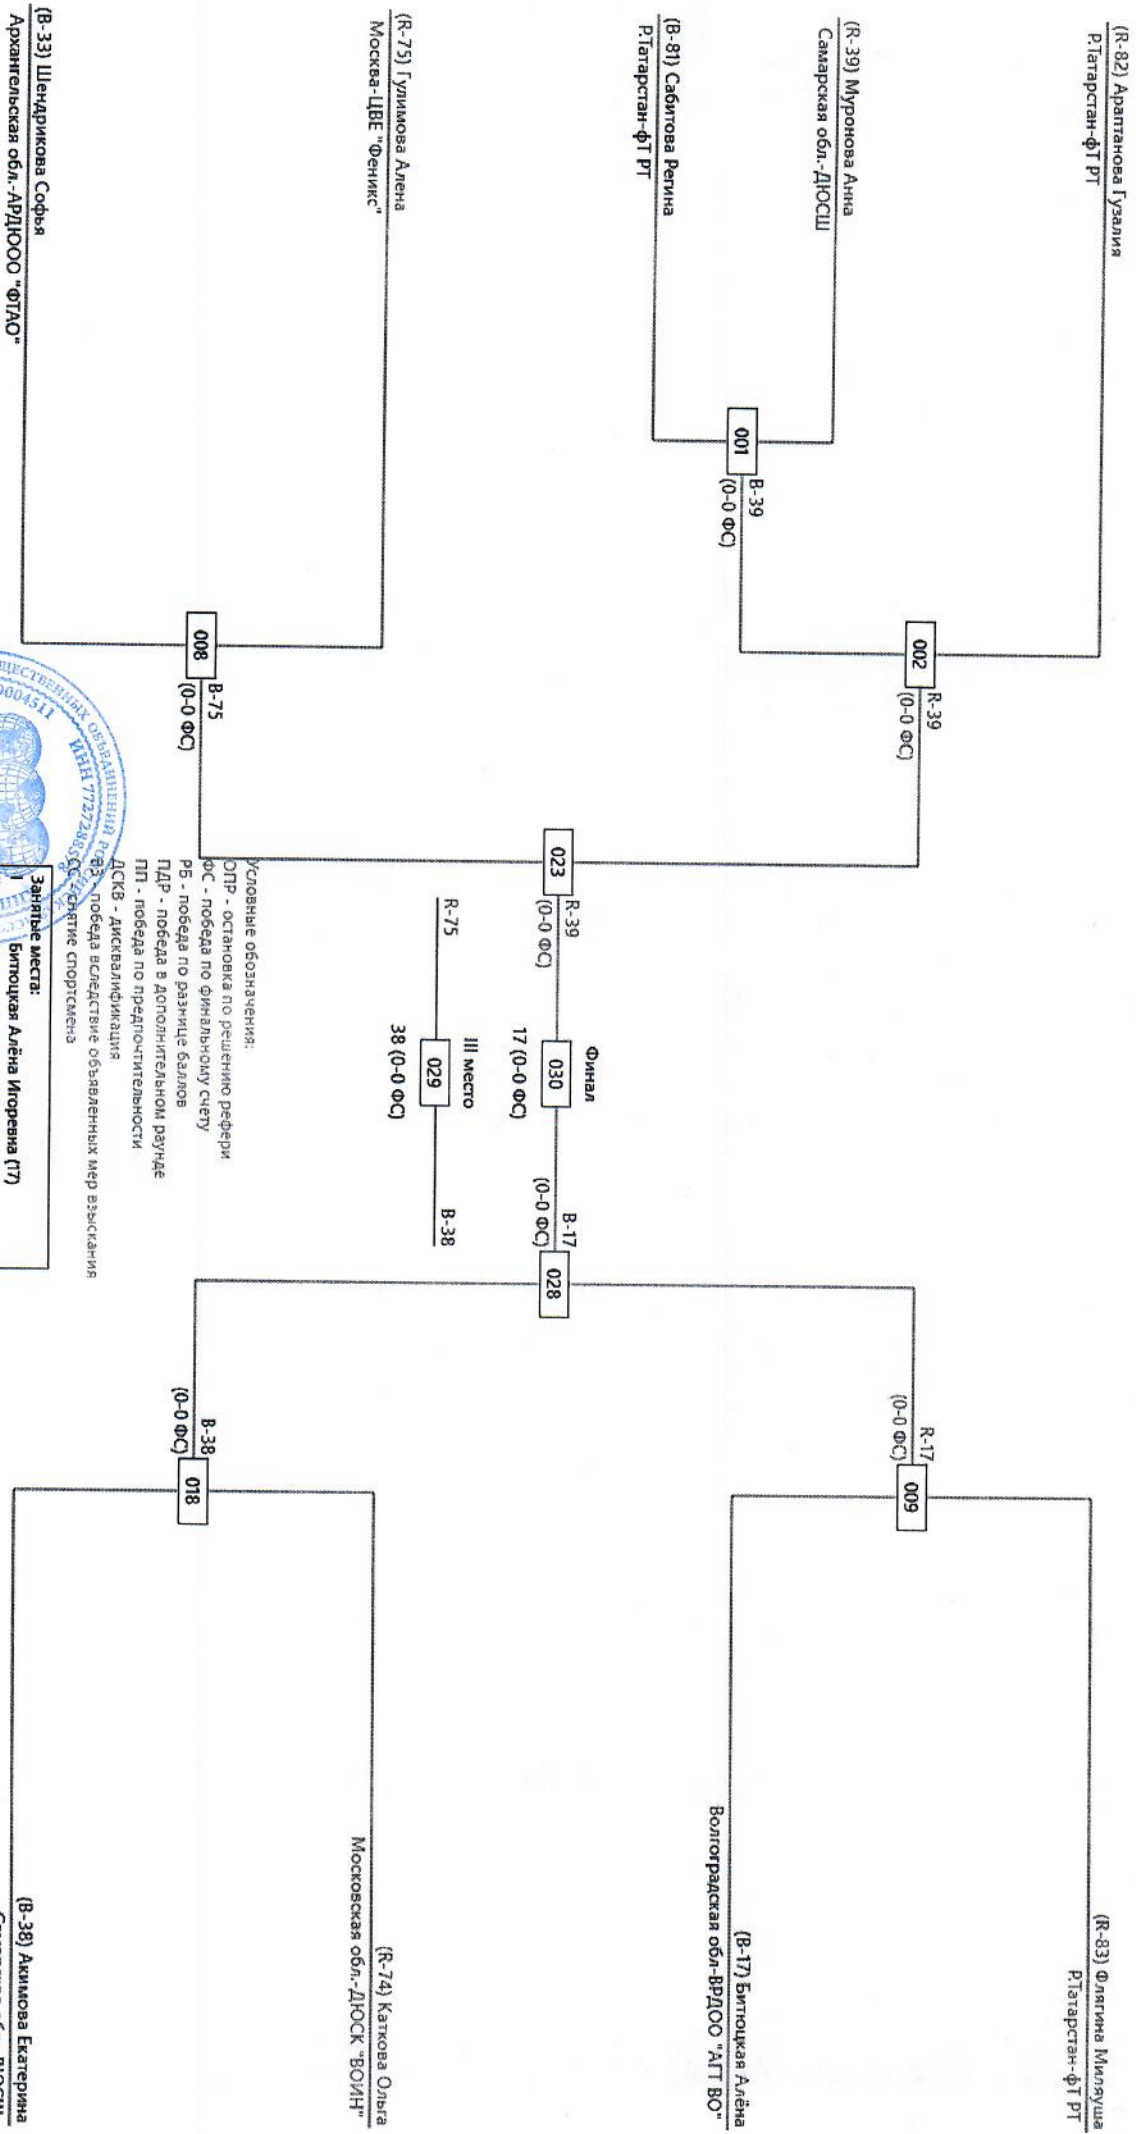 (R-82) Араптанова Гузалия
Р.Татарстан-фТ РТ
(R-39) Муронова Анна
Самарская обл.-ДЮСШ
(B-81) Сабитова Регина
Р.Татарстан-фТ РТ
(R-75) Гулимова Алена
Москва-ЦВЕ "Феникс"
(B-33) Шендрикова Софья
Архангельская обл.-АРДЮОО "ФТАО"
001
B-39
(0-0 ФС)
002
R-39
(0-0 ФС)
008
B-75
(0-0 ФС)
023
R-39
(0-0 ФС)
Финал
030
17 (0-0 ФС)
B-17
(0-0 ФС)
028
III место
R-75
029
B-38
38 (0-0 ФС)
R-17
(0-0 ФС)
009
B-38
(0-0 ФС)
018
(R-83) Флягина Миляуша
Р.Татарстан-фТ РТ
(B-17) Битюцкая Алёна
Волгоградская обл-ВРДОО "АГТ ВО"
(R-74) Каткова Ольга
Московская обл.-ДЮСК "ВОИН"
(B-38) Акимова Екатерина
Условные обозначения:
ОПР - остановка по решению рефери
ФС - победа по финальному счету
РБ - победа по разнице баллов
ПДР - победа в дополнительном раунде
ПП - победа по предпочтительности
ДСКВ - дисквалификация
ВЗ - победа вследствие объявленных мер взыскания
СС - снятие спортсмена
Занятые места:
I Битюцкая Алёна Игоревна (17)
ОБЪЕДИНЕНИЙ
0004511
ИНН 77272885